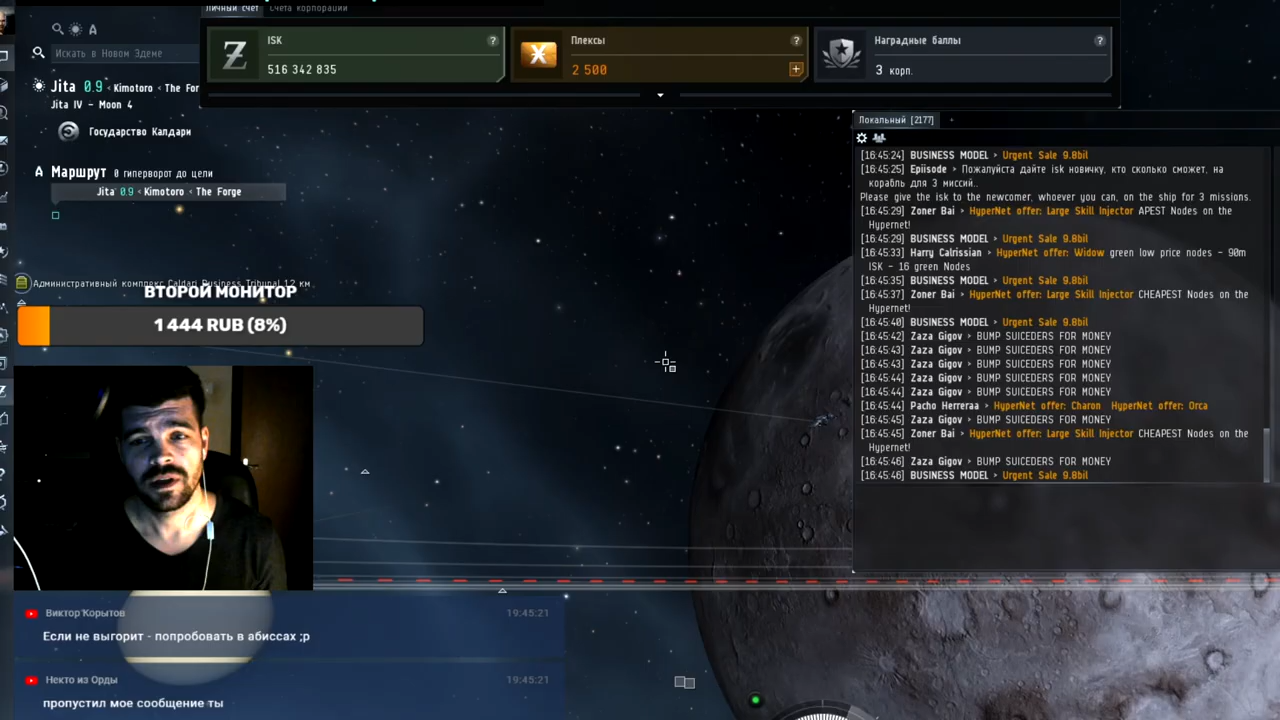 Личный счет
Счета корпорации
ISK
?
516 342 835
Плексы
?
2 500
+
Наградные баллы
?
3 корп.
A
Искать в Новом Эдеме
Jita 0.9 < Kimotoro < The For
Jita IV - Moon 4
Государство Калдари
Маршрут 0 гиперворот до цели
Jita 0.9 < Kimotoro < The Forge
Административный комплекс Caldari Business Tribunal 12 км
ВТОРОЙ МОНИТОР
1 444 RUB (8%)
Локальный [2177]
+
[16:45:24] BUSINESS MODEL > Urgent Sale 9.8bil
[16:45:25] Epiisode > Пожалуйста дайте isk новичку, кто сколько сможет, на
корабль для 3 миссий..
Please give the isk to the newcomer, whoever you can, on the ship for 3 missions.
[16:45:29] Zoner Bai > HyperNet offer: Large Skill Injector APEST Nodes on the
Hypernet!
[16:45:29] BUSINESS MODEL > Urgent Sale 9.8bil
[16:45:33] Harry Calrissian > HyperNet offer: Widow green low price nodes - 90m
ISK - 16 green Nodes
[16:45:35] BUSINESS MODEL > Urgent Sale 9.8bil
[16:45:37] Zoner Bai > HyperNet offer: Large Skill Injector CHEAPEST Nodes on the
Hypernet!
[16:45:40] BUSINESS MODEL > Urgent Sale 9.8bil
[16:45:42] Zaza Gigov > BUMP SUICEDERS FOR MONEY
[16:45:43] Zaza Gigov > BUMP SUICEDERS FOR MONEY
[16:45:43] Zaza Gigov > BUMP SUICEDERS FOR MONEY
[16:45:44] Zaza Gigov > BUMP SUICEDERS FOR MONEY
[16:45:44] Zaza Gigov > BUMP SUICEDERS FOR MONEY
[16:45:44] Pacho Herreraa > HyperNet offer: Charon HyperNet offer: Orca
[16:45:45] Zaza Gigov > BUMP SUICEDERS FOR MONEY
[16:45:45] Zoner Bai > HyperNet offer: Large Skill Injector CHEAPEST Nodes on the
Hypernet!
[16:45:46] Zaza Gigov > BUMP SUICEDERS FOR MONEY
[16:45:46] BUSINESS MODEL > Urgent Sale 9.8bil
Виктор Корытов 19:45:21
Если не выгорит - попробовать в абиссах ;р
Некто из Орды 19:45:21
пропустил мое сообщение ты